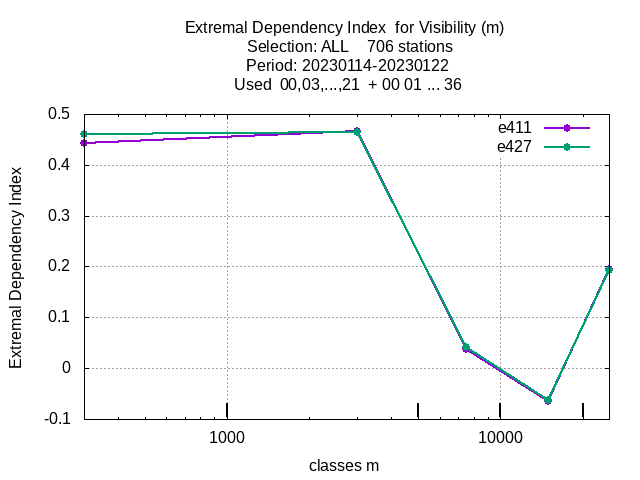 Extremal Dependency Index  for Visibility (m)
Selection: ALL    706 stations
Period: 20230114-20230122
Used  00,03,...,21  + 00 01 ... 36
e411
e427
0.5
0.4
0.3
0.2
0.1
0
-0.1
Extremal Dependency Index
1000
10000
classes m